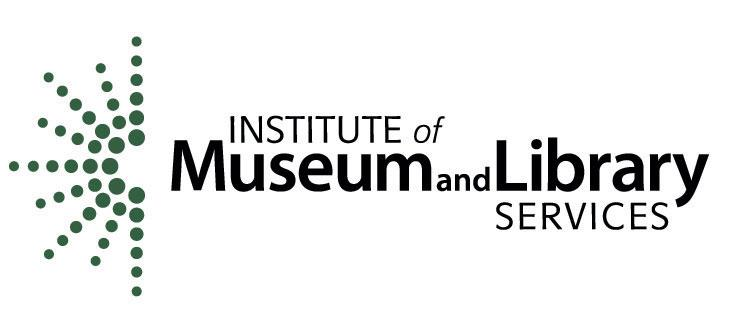 INSTITUTE of
Museum and Library
SERVICES